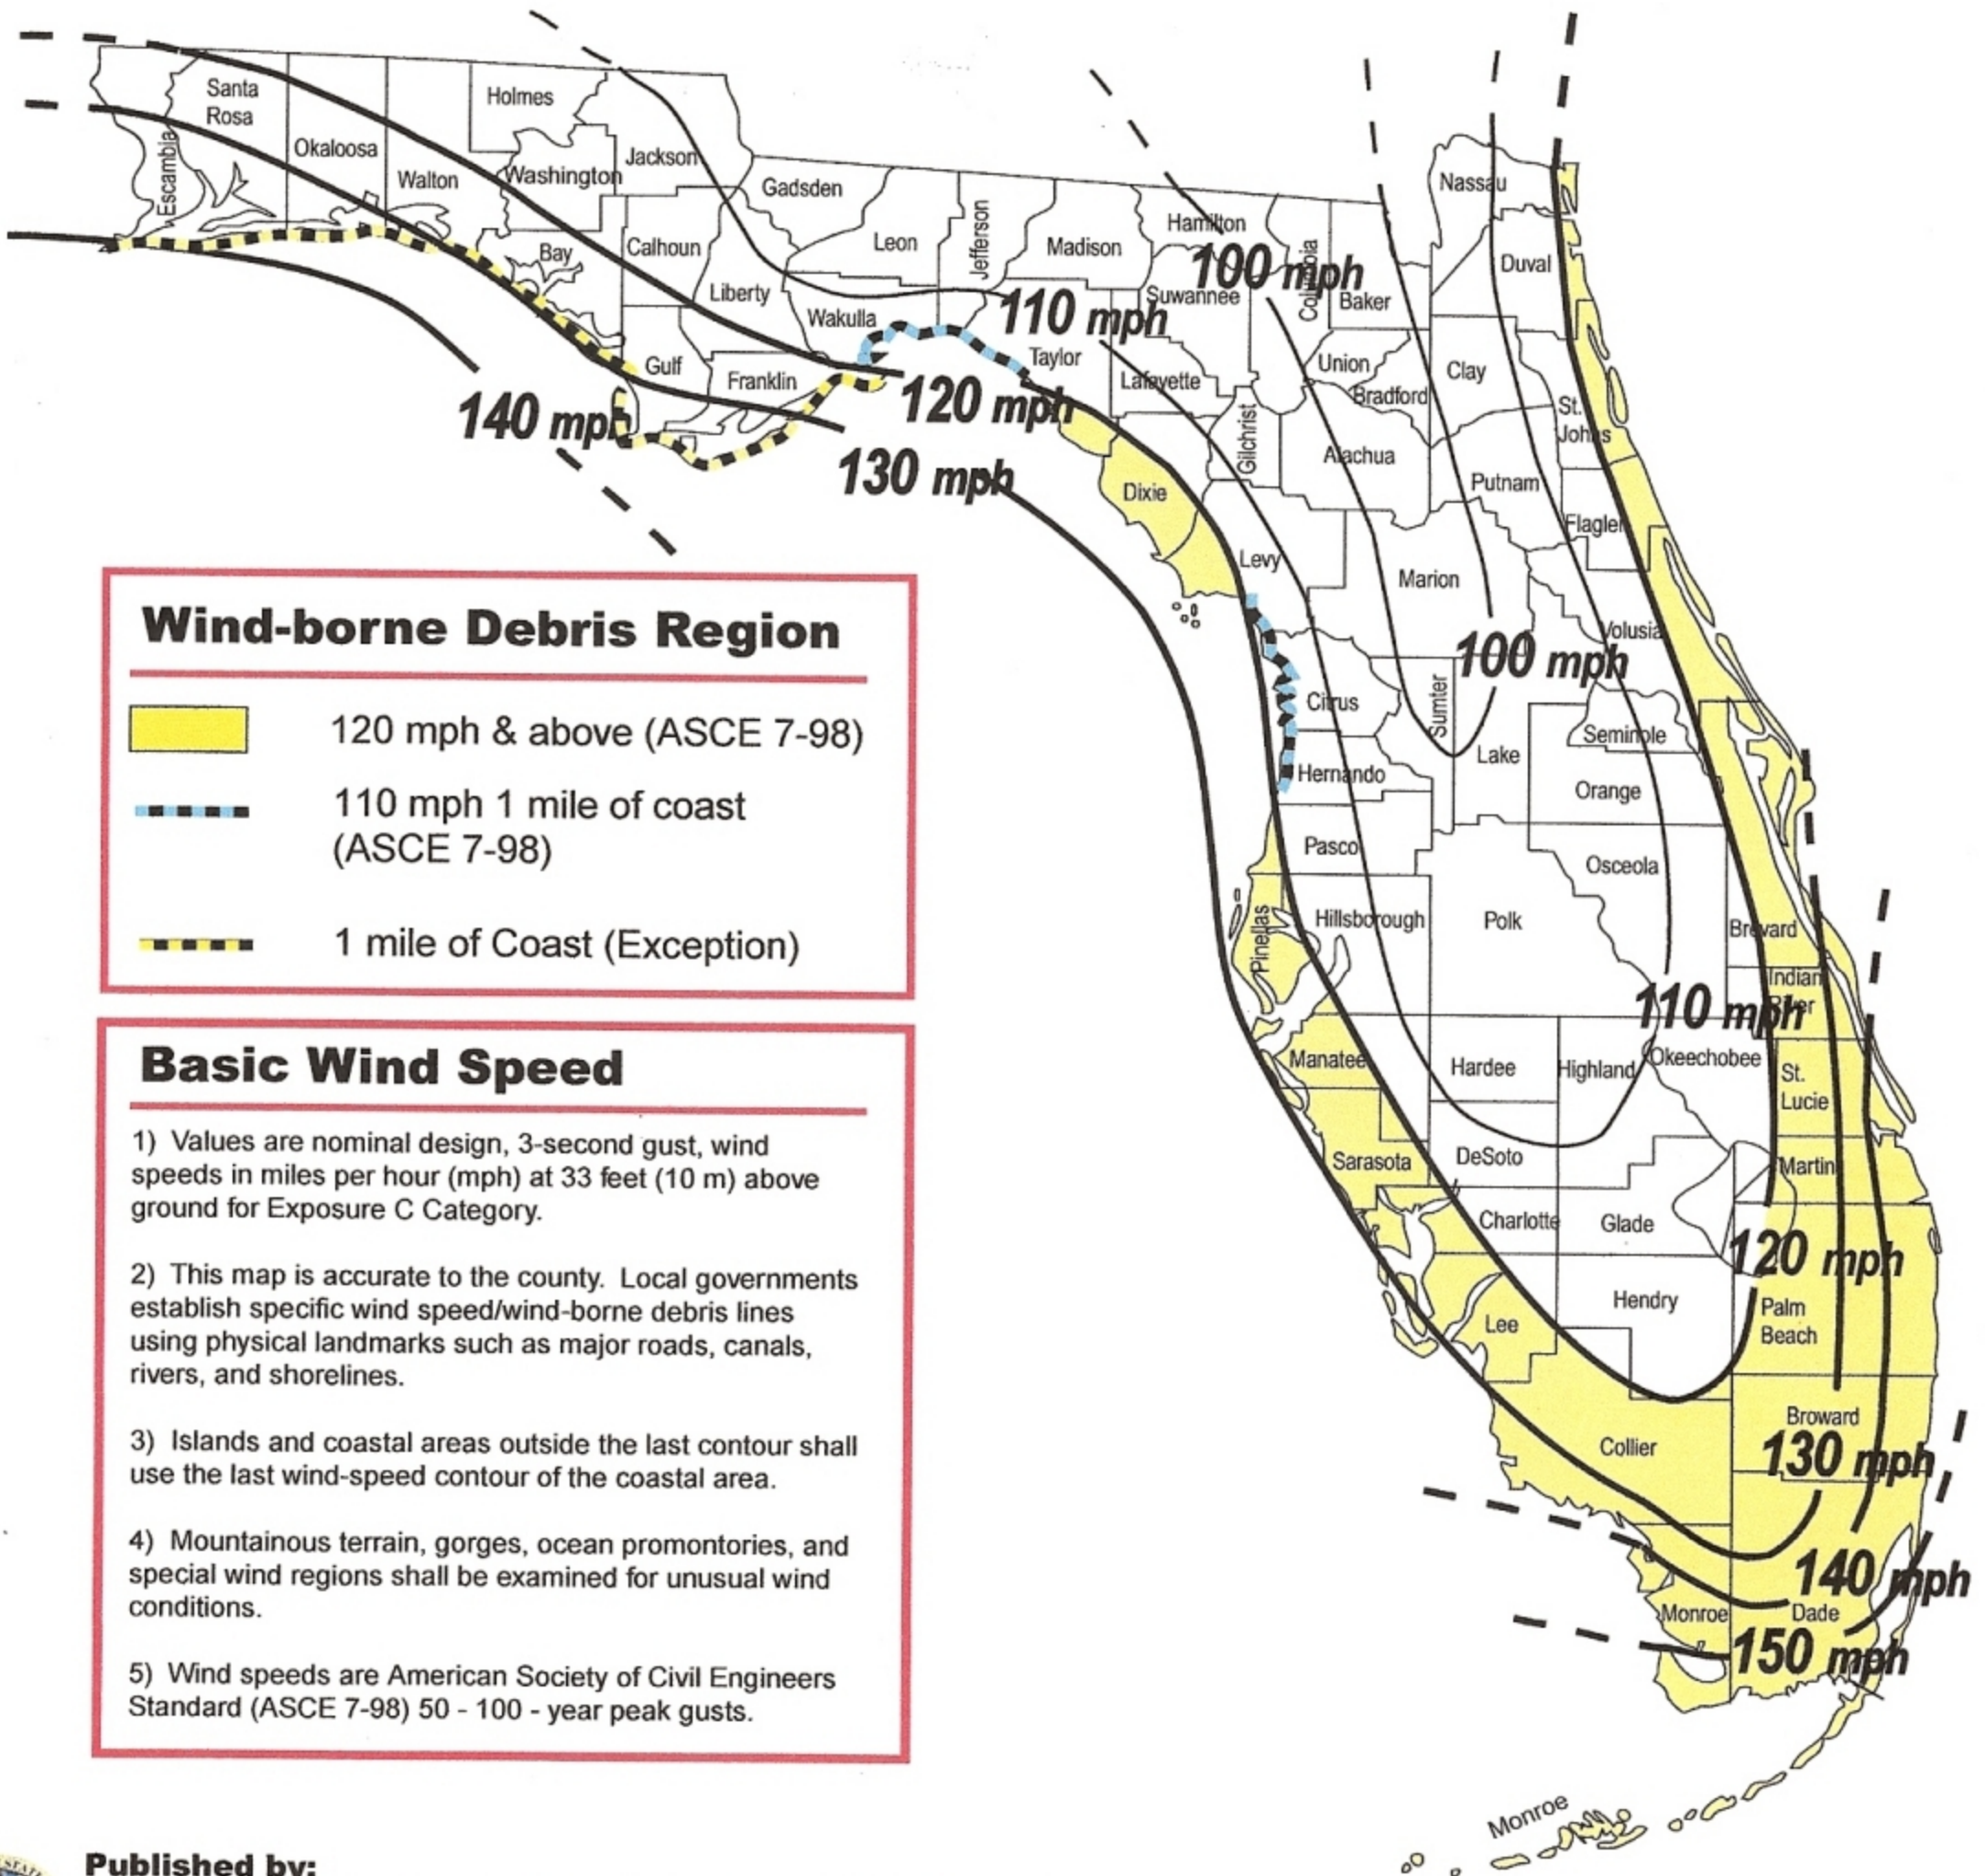 Santa
Rosa
Escambia
Okaloosa
Walton
Holmes
Washington
Jackson
Bay
Calhoun
Gulf
Liberty
Gadsden
Franklin
Wakulla
Leon
Jefferson
Madison
Taylor
Hamilton
Suwannee
Lafayette
Columbia
Baker
Nassau
Duval
Union
Bradford
Clay
St.
Johns
Gilchrist
Alachua
Putnam
Flagler
Dixie
Levy
Marion
Volusia
Citrus
Sumter
Lake
Seminole
Hernando
Orange
Pasco
Osceola
Pinellas
Hillsborough
Polk
Brevard
Indian
River
Manatee
Hardee
Highland
Okeechobee
St.
Lucie
Sarasota
DeSoto
Martin
Charlotte
Glade
Hendry
Palm
Beach
Lee
Collier
Broward
Monroe
Dade
Monroe
100 mph
110 mph
120 mph
140 mph
130 mph
100 mph
110 mph
120 mph
130 mph
140 mph
150 mph
Wind-borne Debris Region
120 mph & above (ASCE 7-98)
110 mph 1 mile of coast
(ASCE 7-98)
1 mile of Coast (Exception)
Basic Wind Speed
1) Values are nominal design, 3-second gust, wind
speeds in miles per hour (mph) at 33 feet (10 m) above
ground for Exposure C Category.
2) This map is accurate to the county. Local governments
establish specific wind speed/wind-borne debris lines
using physical landmarks such as major roads, canals,
rivers, and shorelines.
3) Islands and coastal areas outside the last contour shall
use the last wind-speed contour of the coastal area.
4) Mountainous terrain, gorges, ocean promontories, and
special wind regions shall be examined for unusual wind
conditions.
5) Wind speeds are American Society of Civil Engineers
Standard (ASCE 7-98) 50 - 100 - year peak gusts.
Published by: